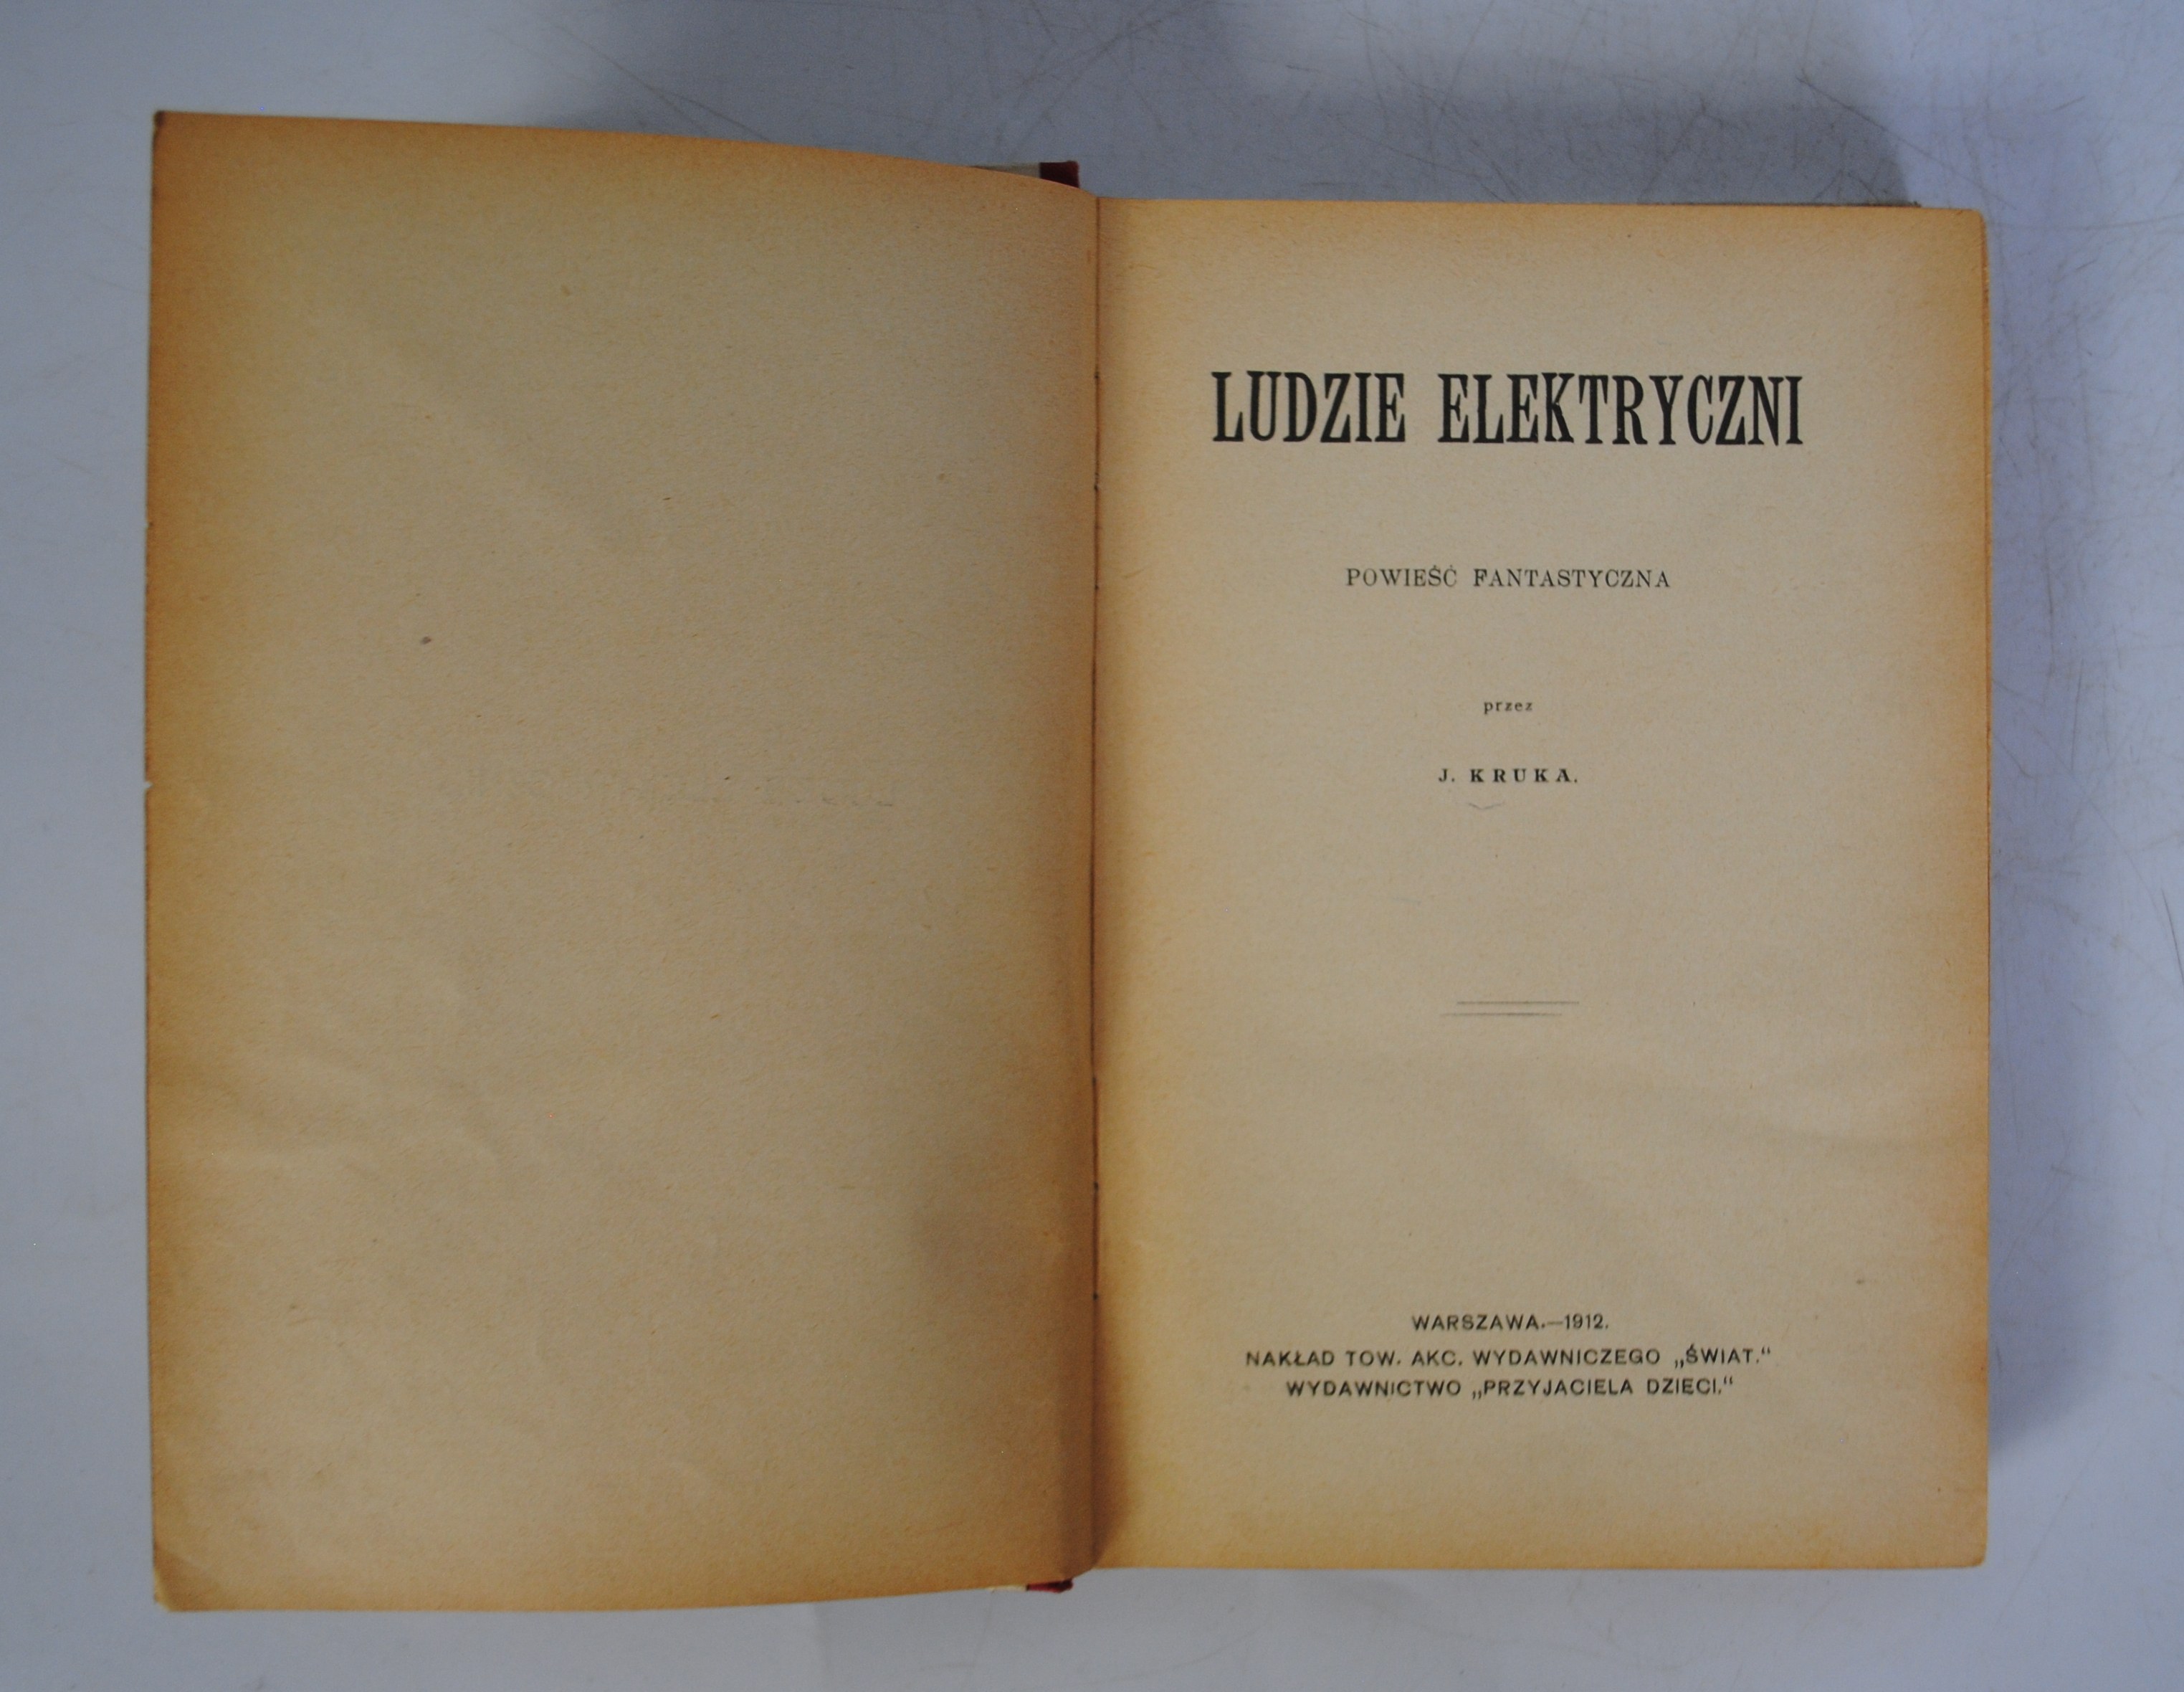 LUDZIE ELEKTRYCZNI
POWIEŚĆ FANTASTYCZNA
przez
J. KRUKA.
WARSZAWA.—1912.
NAKŁAD TOW. AKC. WYDAWNICZEGO „ŚWIAT.“
WYDAWNICTWO „PRZYJACIELA DZIECI.“